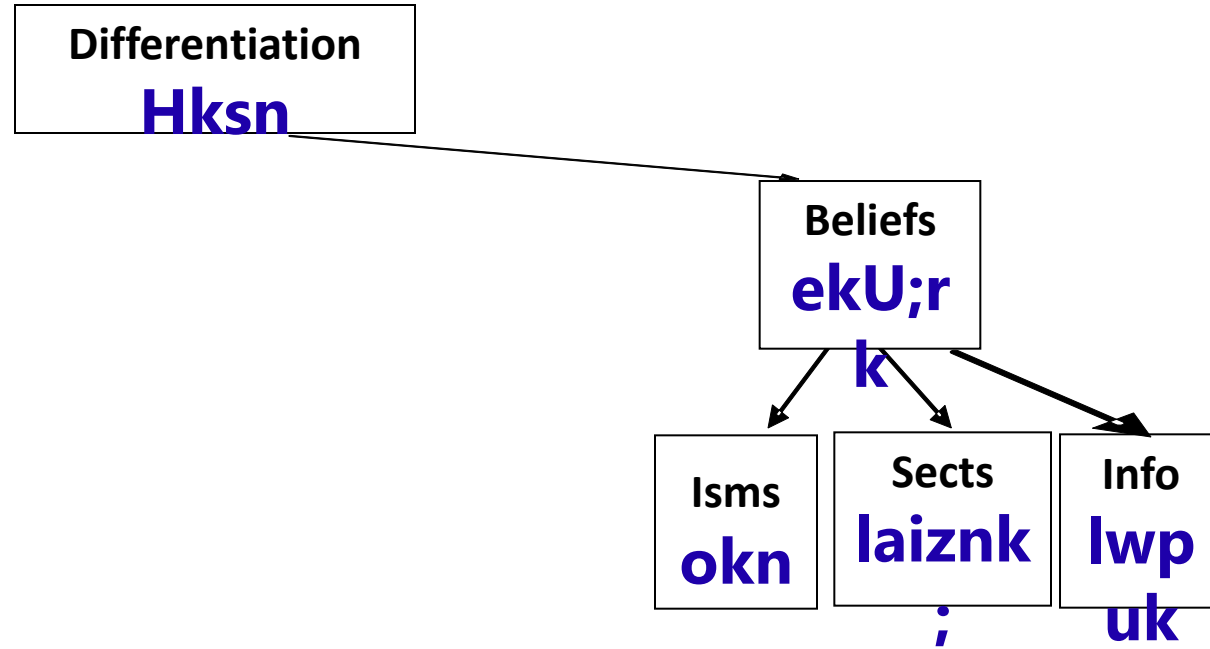 Differentiation
Hksn
Beliefs
ekU;r
k
Isms
okn
Sects
laiznk
;
Info
lwp
uk